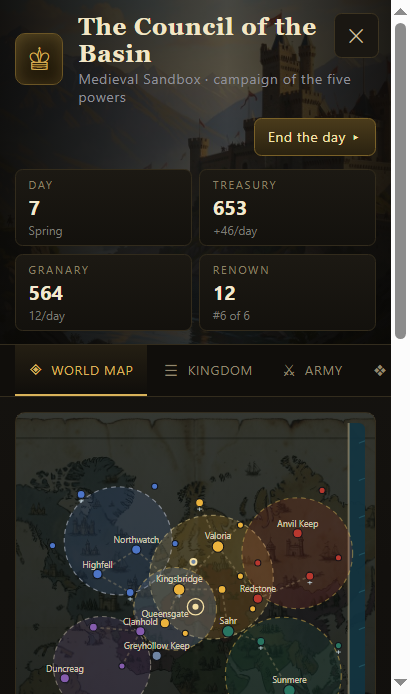 The Council of the
Basin
Medieval Sandbox · campaign of the five
powers
End the day ▸
DAY
7
Spring
TREASURY
653
+46/day
GRANARY
564
12/day
RENOWN
12
#6 of 6
WORLD MAP
KINGDOM
ARMY
Northwatch
Valoria
Anvil Keep
Highfell
Kingsbridge
Redstone
Queensgate
Clanhold
Sahr
Greyhollow Keep
Duncreag
Sunmere